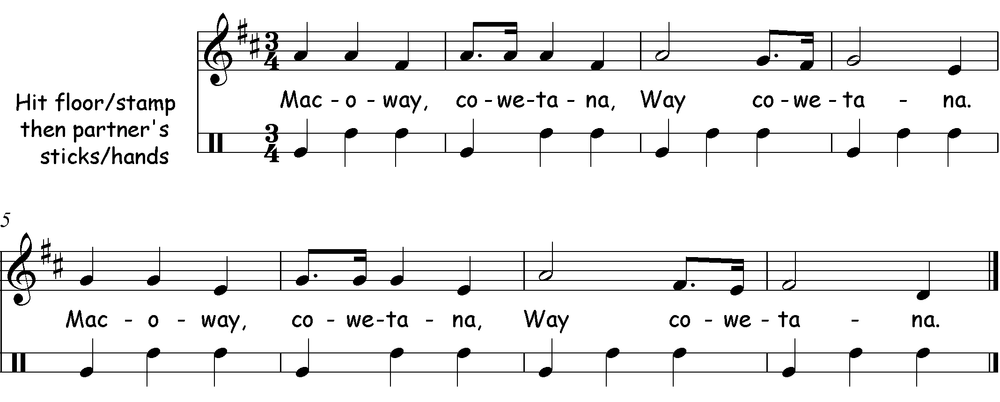 Hit floor/stamp
then partner's
sticks/hands
3
4
Mac - o - way, co - we - ta - na, Way co - we - ta - na.
3
4
5
Mac - o - way, co - we - ta - na, Way co - we - ta - na.